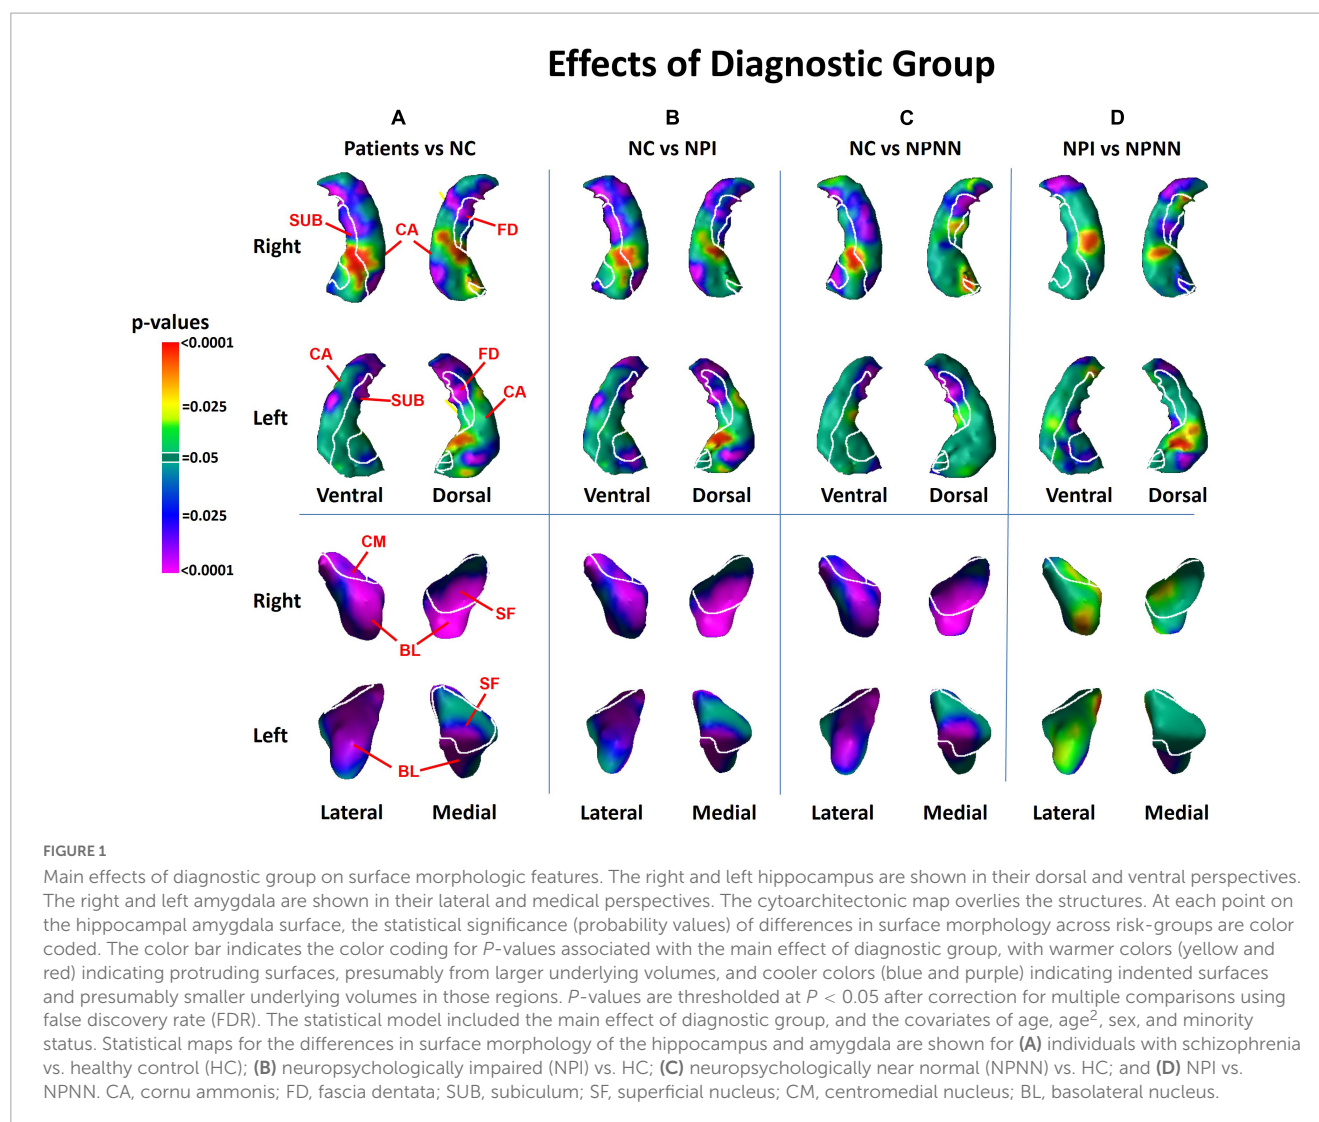 Effects of Diagnostic Group
A B C D
Patients vs NC NC vs NPI NC vs NPNN NPI vs NPNN
SUB CA FD
Right
p-values
<0.0001
=0.025
=0.05
=0.025
<0.0001
CA FD
SUB CA
Left
Ventral Dorsal Ventral Dorsal Ventral Dorsal Ventral Dorsal
CM
Right
SF
BL
SF
Left
BL
Lateral Medial Lateral Medial Lateral Medial Lateral Medial
FIGURE 1
Main effects of diagnostic group on surface morphologic features. The right and left hippocampus are shown in their dorsal and ventral perspectives.
The right and left amygdala are shown in their lateral and medical perspectives. The cytoarchitectonic map overlies the structures. At each point on
the hippocampal amygdala surface, the statistical significance (probability values) of differences in surface morphology across risk-groups are color
coded. The color bar indicates the color coding for P-values associated with the main effect of diagnostic group, with warmer colors (yellow and
red) indicating protruding surfaces, presumably from larger underlying volumes, and cooler colors (blue and purple) indicating indented surfaces
and presumably smaller underlying volumes in those regions. P-values are thresholded at P < 0.05 after correction for multiple comparisons using
false discovery rate (FDR). The statistical model included the main effect of diagnostic group, and the covariates of age, age², sex, and minority
status. Statistical maps for the differences in surface morphology of the hippocampus and amygdala are shown for (A) individuals with schizophrenia
vs. healthy control (HC); (B) neuropsychologically impaired (NPI) vs. HC; (C) neuropsychologically near normal (NPNN) vs. HC; and (D) NPI vs.
NPNN. CA, cornu ammonis; FD, fascia dentata; SUB, subiculum; SF, superficial nucleus; CM, centromedial nucleus; BL, basolateral nucleus.